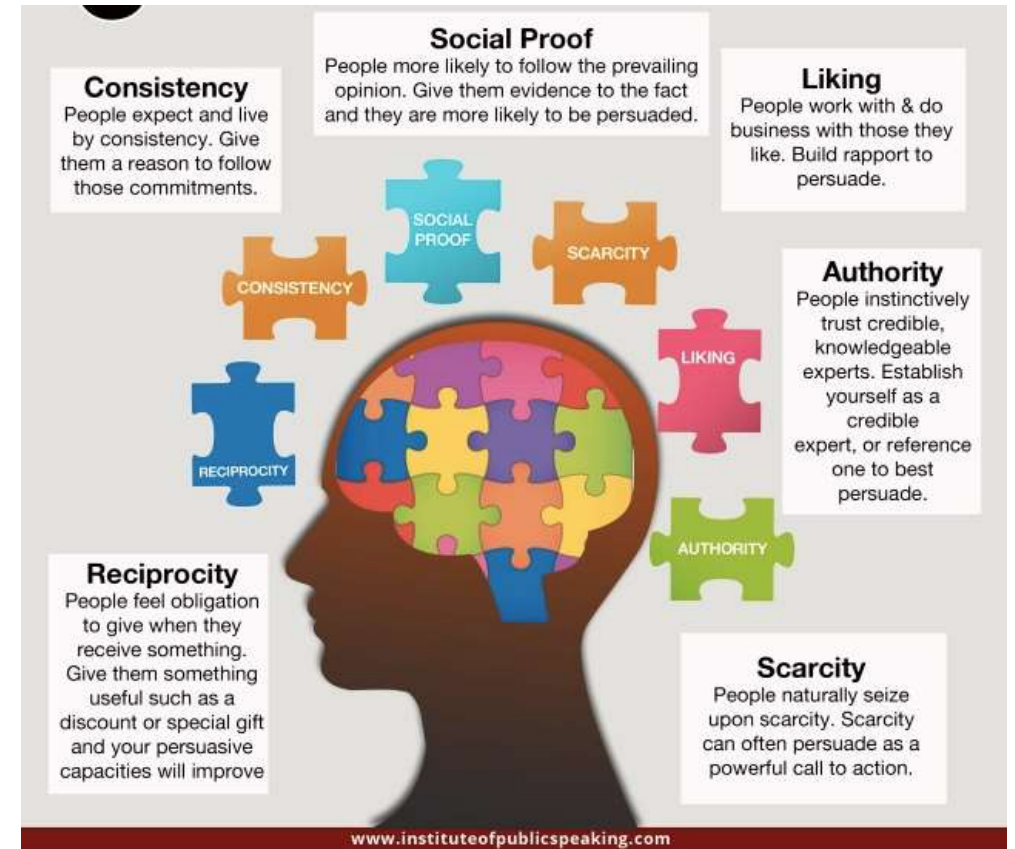 Social Proof
People more likely to follow the prevailing
opinion. Give them evidence to the fact
and they are more likely to be persuaded.
Consistency
People expect and live
by consistency. Give
them a reason to follow
those commitments.
Liking
People work with & do
business with those they
like. Build rapport to
persuade.
SOCIAL
PROOF
SCARCITY
CONSISTENCY
LIKING
RECIPROCITY
AUTHORITY
Authority
People instinctively
trust credible,
knowledgeable
experts. Establish
yourself as a
credible
expert, or reference
one to best
persuade.
Reciprocity
People feel obligation
to give when they
receive something.
Give them something
useful such as a
discount or special gift
and your persuasive
capacities will improve
Scarcity
People naturally seize
upon scarcity. Scarcity
can often persuade as a
powerful call to action.
www.instituteofpublicspeaking.com